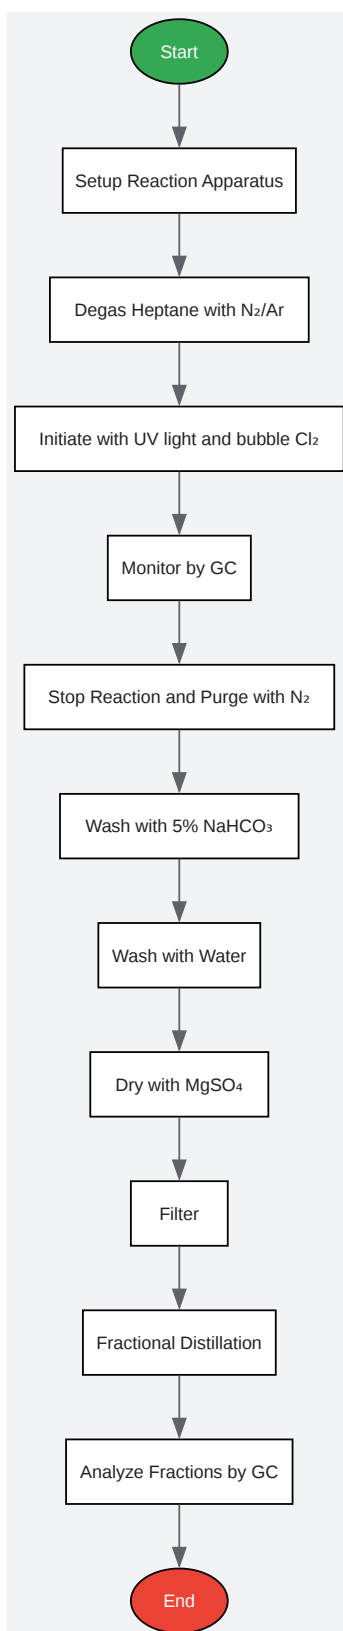 Start
Setup Reaction Apparatus
Degas Heptane with N₂/Ar
Initiate with UV light and bubble Cl₂
Monitor by GC
Stop Reaction and Purge with N₂
Wash with 5% NaHCO₃
Wash with Water
Dry with MgSO₄
Filter
Fractional Distillation
Analyze Fractions by GC
End